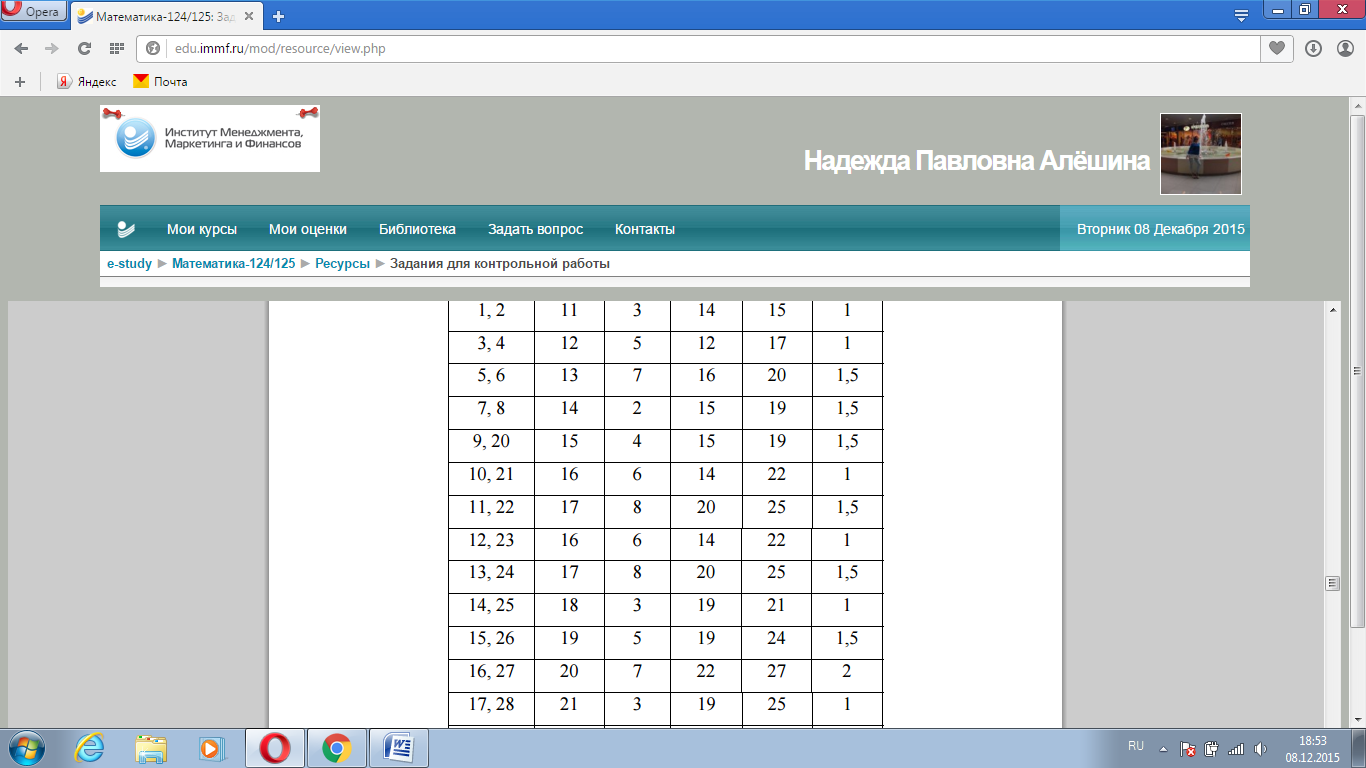 Opera
Математика-124/125: Зад
edu.immf.ru/mod/resource/view.php
Яндекс Почта
Институт Менеджмента,
Маркетинга и Финансов
Надежда Павловна Алёшина
Мои курсы Мои оценки Библиотека Задать вопрос Контакты Вторник 08 Декабря 2015
e-study ► Математика-124/125 ► Ресурсы ► Задания для контрольной работы
1, 2 11 3 14 15 1
3, 4 12 5 12 17 1
5, 6 13 7 16 20 1,5
7, 8 14 2 15 19 1,5
9, 20 15 4 15 19 1,5
10, 21 16 6 14 22 1
11, 22 17 8 20 25 1,5
12, 23 16 6 14 22 1
13, 24 17 8 20 25 1,5
14, 25 18 3 19 21 1
15, 26 19 5 19 24 1,5
16, 27 20 7 22 27 2
17, 28 21 3 19 25 1
RU 18:53
08.12.2015